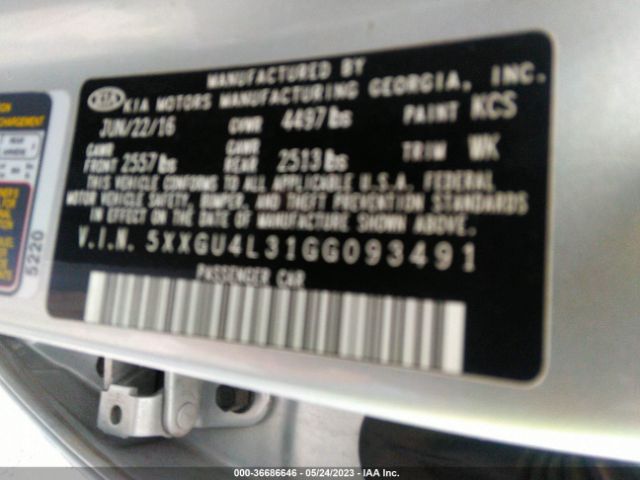 MANUFACTURED BY
KIA KIA MOTORS MANUFACTURING GEORGIA, INC.
JUN/22/16 GVWR 4497 lbs PAINT KCS
GAWR FRONT 2557 lbs GAWR REAR 2513 lbs TRIM WK
THIS VEHICLE CONFORMS TO ALL APPLICABLE U.S.A. FEDERAL
MOTOR VEHICLE SAFETY, BUMPER, AND THEFT PREVENTION STANDARDS
IN EFFECT ON THE DATE OF MANUFACTURE SHOWN ABOVE.
V.I.N. 5XXGU4L31GG093491
PASSENGER CAR
5220
000-36686646 • 05/24/2023 • IAA Inc.